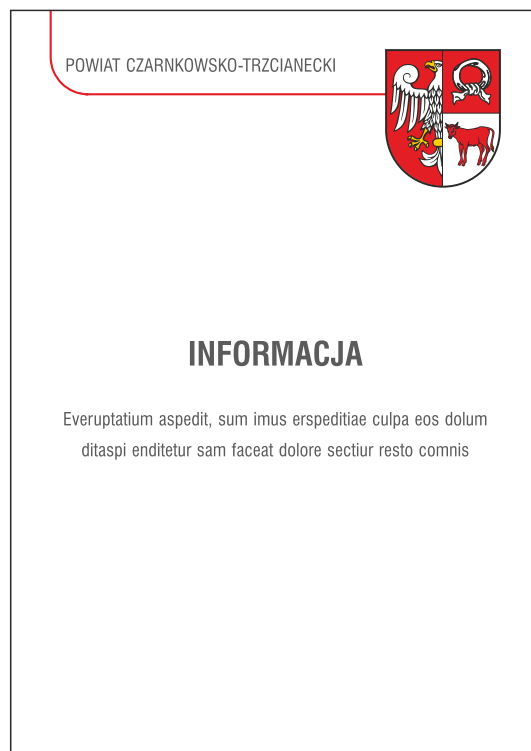 POWIAT CZARNKOWSKO-TRZCIANECKI
INFORMACJA
Everuptatium aspedit, sum imus erspeditiae culpa eos dolum
ditaspi enditetur sam faceat dolore sectiur resto comnis